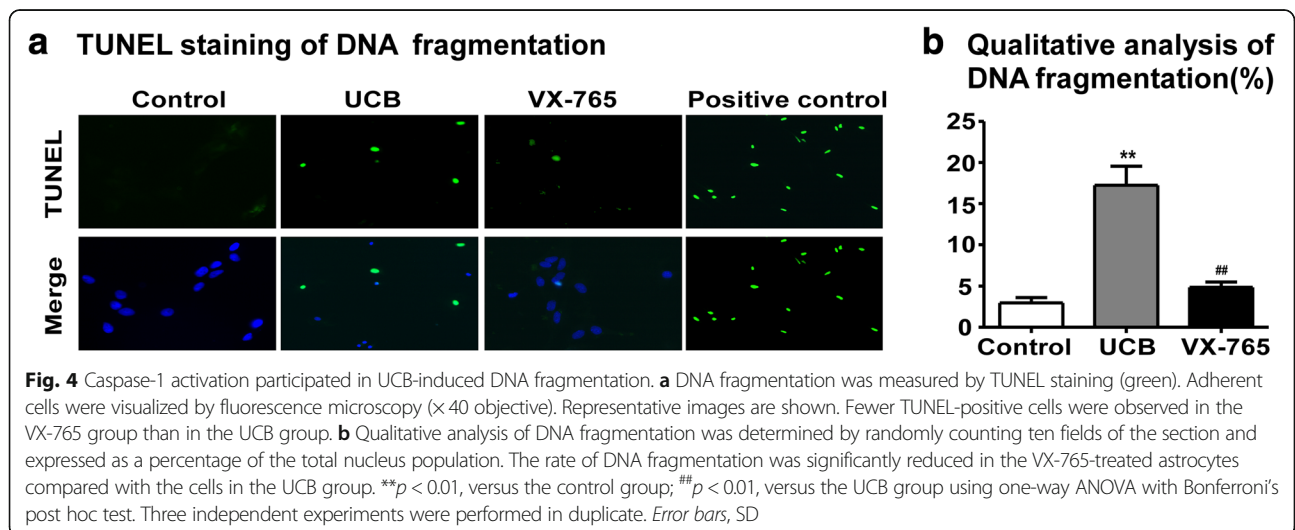 a TUNEL staining of DNA fragmentation
Control UCB VX-765 Positive control
TUNEL
Merge
b Qualitative analysis of
DNA fragmentation(%)
25
20
15
10
5
0
**
##
Control UCB VX-765
Fig. 4 Caspase-1 activation participated in UCB-induced DNA fragmentation. a DNA fragmentation was measured by TUNEL staining (green). Adherent
cells were visualized by fluorescence microscopy (× 40 objective). Representative images are shown. Fewer TUNEL-positive cells were observed in the
VX-765 group than in the UCB group. b Qualitative analysis of DNA fragmentation was determined by randomly counting ten fields of the section and
expressed as a percentage of the total nucleus population. The rate of DNA fragmentation was significantly reduced in the VX-765-treated astrocytes
compared with the cells in the UCB group. **p < 0.01, versus the control group; ##p < 0.01, versus the UCB group using one-way ANOVA with Bonferroni’s
post hoc test. Three independent experiments were performed in duplicate. Error bars, SD